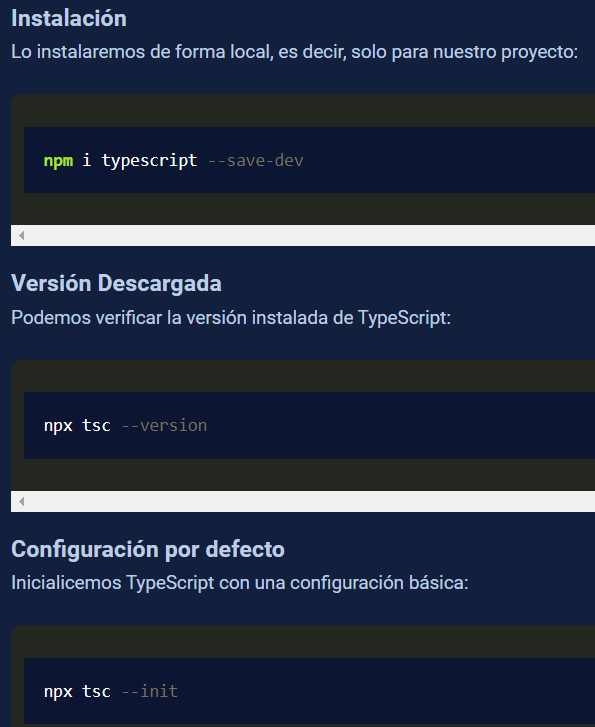 Instalación
Lo instalaremos de forma local, es decir, solo para nuestro proyecto:
npm i typescript --save-dev
Versión Descargada
Podemos verificar la versión instalada de TypeScript:
npx tsc --version
Configuración por defecto
Inicialicemos TypeScript con una configuración básica:
npx tsc --init